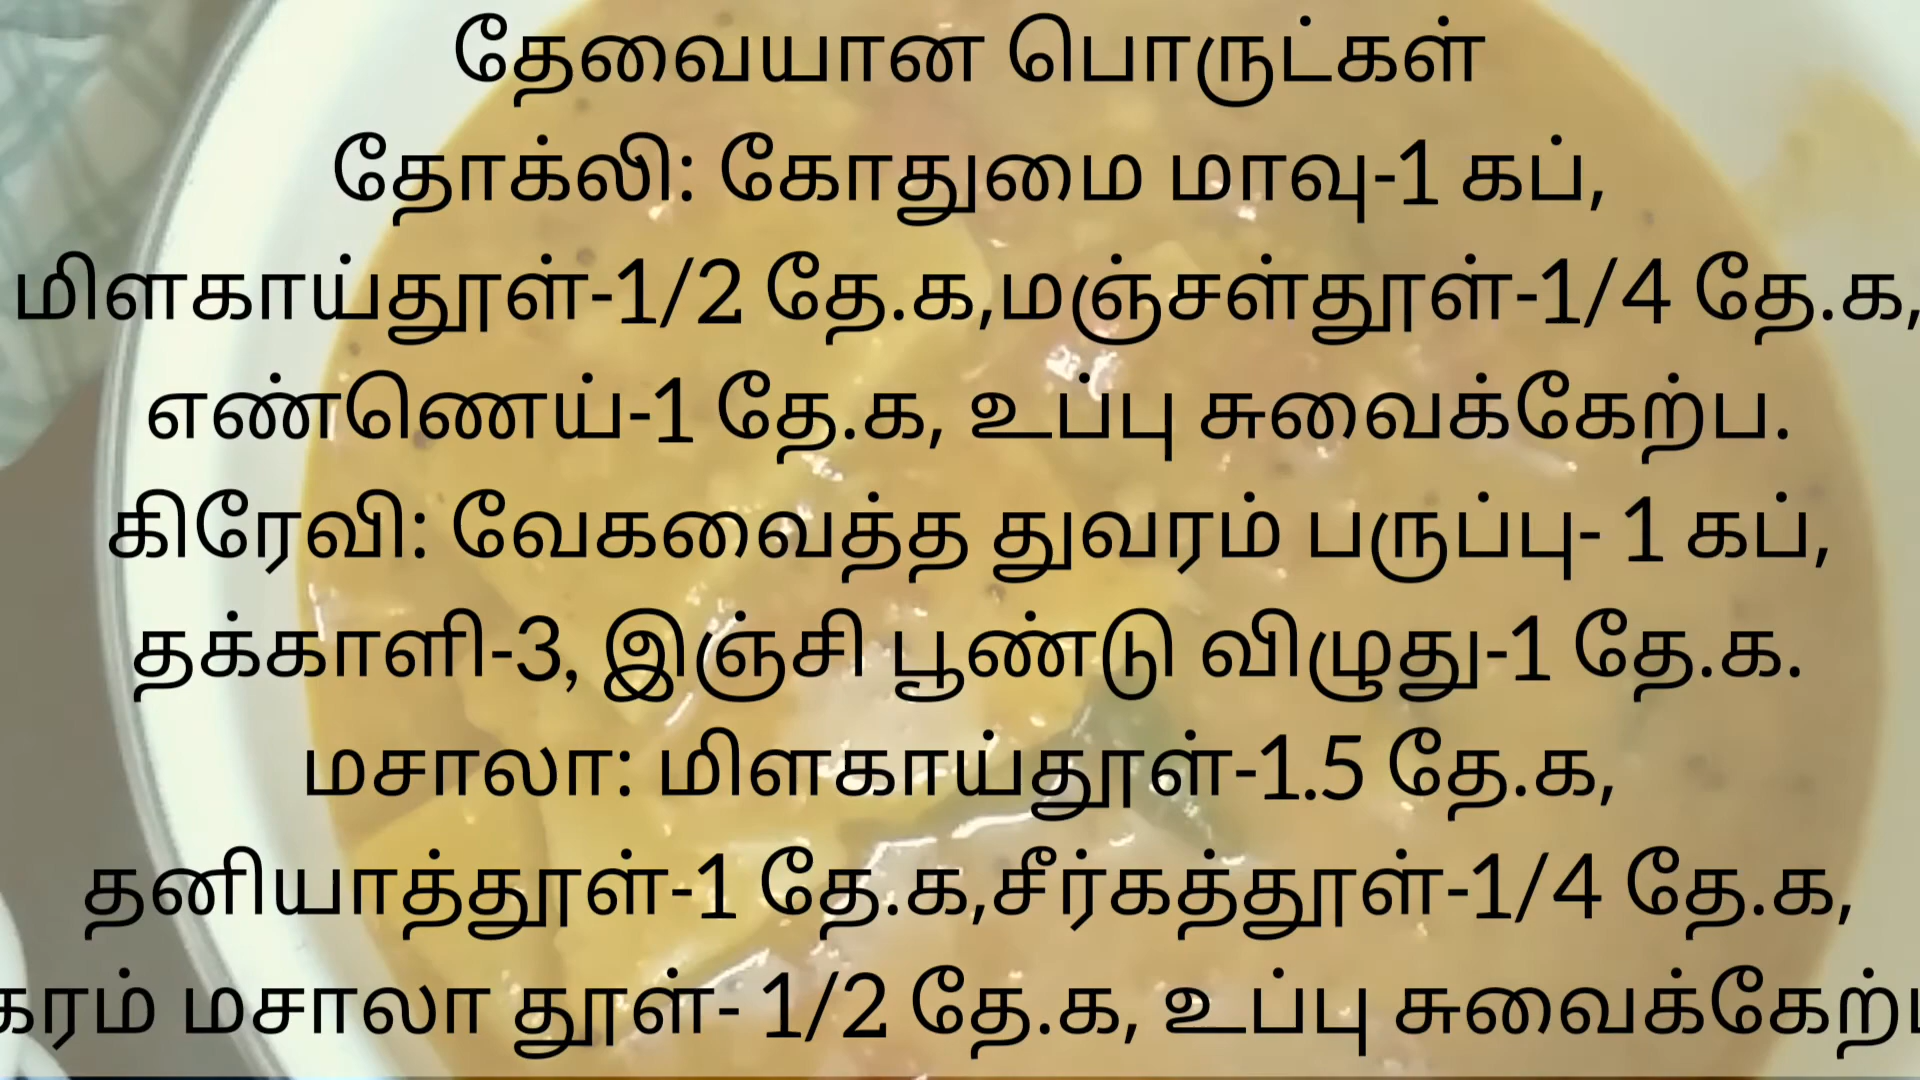 தேவையான பொருட்கள்
தோக்லி: கோதுமை மாவு-1 கப்,
மிளகாய்தூள்-1/2 தே.க,மஞ்சள்தூள்-1/4 தே.க,
எண்ணெய்-1 தே.க, உப்பு சுவைக்கேற்ப.
கிரேவி: வேகவைத்த துவரம் பருப்பு- 1 கப்,
தக்காளி-3, இஞ்சி பூண்டு விழுது-1 தே.க.
மசாலா: மிளகாய்தூள்-1.5 தே.க,
தனியாத்தூள்-1 தே.க,சீர்கத்தூள்-1/4 தே.க,
கரம் மசாலா தூள்- 1/2 தே.க, உப்பு சுவைக்கேற்ப